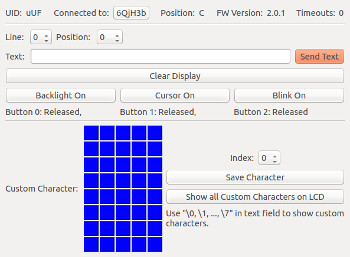 UID: uUF Connected to: 6QjH3b Position: C FW Version: 2.0.1 Timeouts: 0
Line: 0 Position: 0
Text: Send Text
Clear Display
Backlight On Cursor On Blink On
Button 0: Released, Button 1: Released, Button 2: Released
Index: 0
Save Character
Custom Character: Show all Custom Characters on LCD
Use "\0, \1, ..., \7" in text field to show custom
characters.